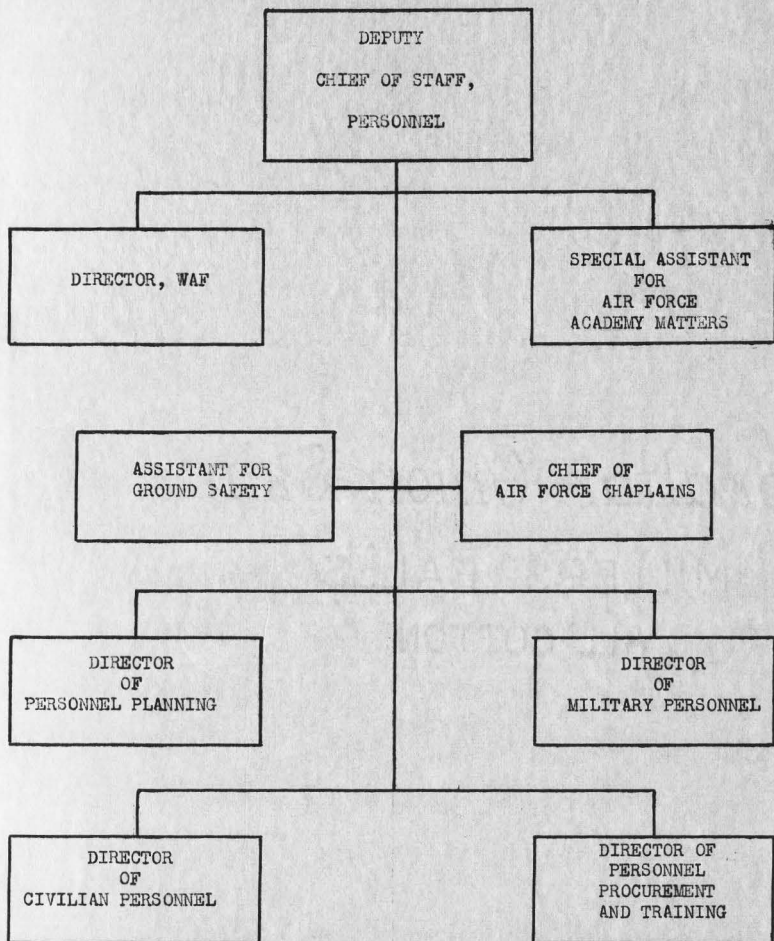 DEPUTY
CHIEF OF STAFF,
PERSONNEL
DIRECTOR, WAF
SPECIAL ASSISTANT
FOR
AIR FORCE
ACADEMY MATTERS
ASSISTANT FOR
GROUND SAFETY
CHIEF OF
AIR FORCE CHAPLAINS
DIRECTOR
OF
PERSONNEL PLANNING
DIRECTOR
OF
MILITARY PERSONNEL
DIRECTOR
OF
CIVILIAN PERSONNEL
DIRECTOR OF
PERSONNEL
PROCUREMENT
AND TRAINING